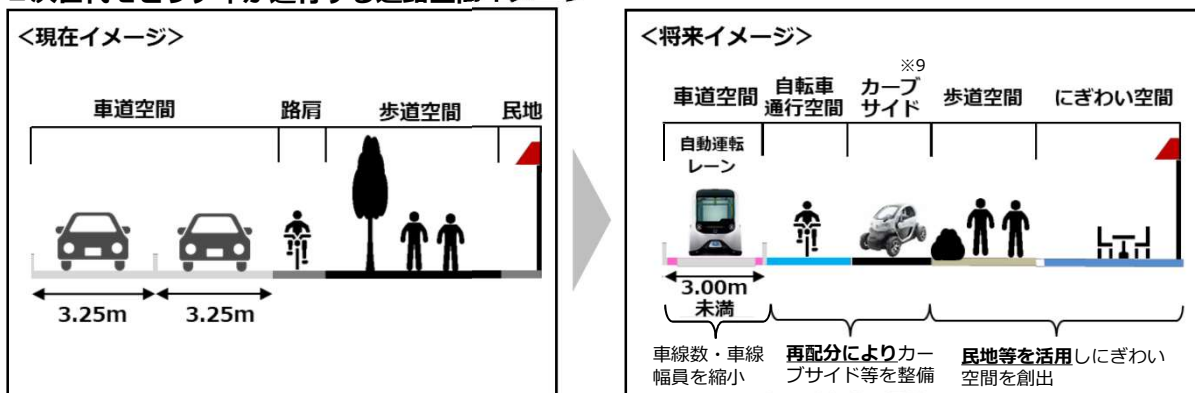 <現在イメージ>
車道空間 路肩 歩道空間 民地
3.25m 3.25m
<将来イメージ>
※9
車道空間 自転車通行空間 カーブサイド 歩道空間 にぎわい空間
自動運転
レーン
3.00m
未満
車線数・車線
幅員を縮小
再配分によりカー
ブサイド等を整備
民地等を活用しにぎわい
空間を創出